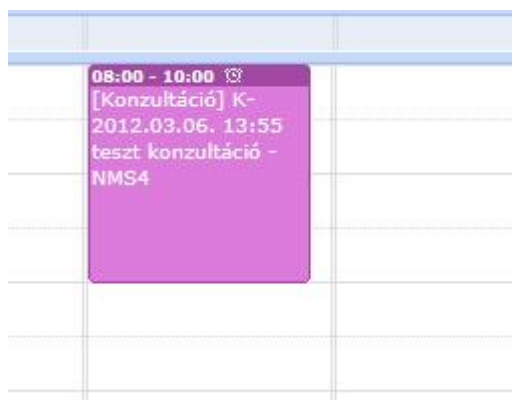 08:00 - 10:00
[Konzultáció] K-
2012.03.06. 13:55
teszt konzultáció -
NMS4